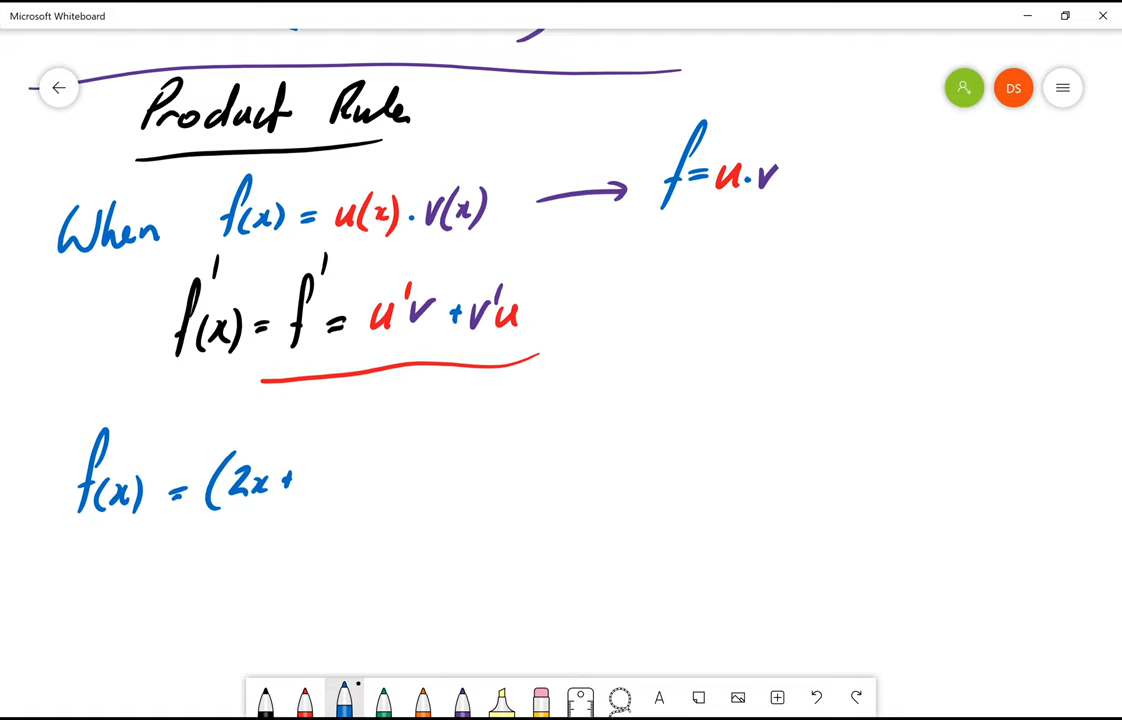 Microsoft Whiteboard
DS
Product Rule
When f(x) = u(x) · v(x) → f = u · v
f'(x) = f' = u'v + v'u
f(x) = (2x +
A